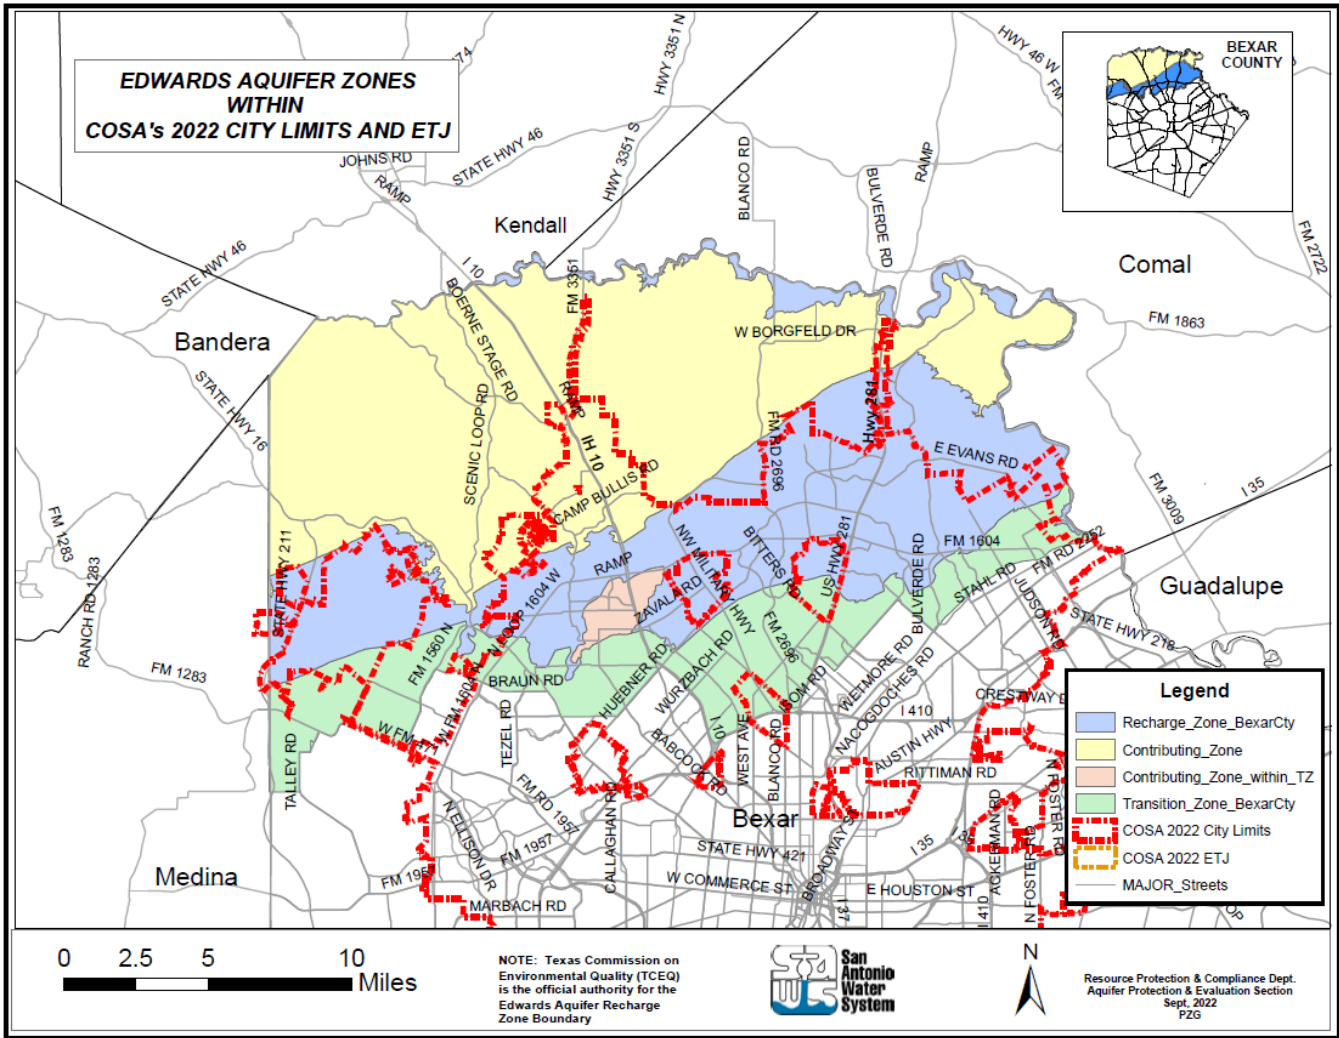 EDWARDS AQUIFER ZONES
WITHIN
COSA's 2022 CITY LIMITS AND ETJ
BEXAR
COUNTY
HWY 46 W
FM
HWY 3351 N
HWY 3351 S
STATE HWY 46
JOHNS RD
RAMP
BLANCO RD
BULVERDE RD
RAMP
FM 2722
Kendall
Comal
STATE HWY 46
I 10
FM 3351
BOERNE STAGE RD
W BORGFELD DR
FM 1863
Bandera
STATE HWY 16
SCENIC LOOP RD
RAMP
IH 10
Hwy 281
FM RD 2696
E EVANS RD
CAMP BULLIS RD
FM 3009
I 35
FM 1283
RANCH RD 1283
STATE HWY 211
RAMP
NW MILITARY HWY
BITTERS RD
US HWY 281
BULVERDE RD
FM 1604
FM RD 2252
STAHL RD
JUDSON RD
Guadalupe
STATE HWY 218
FM 1283
FM 1560 N
N LOOP 1604 W
ZAVALA RD
FM 2696
BRAUN RD
HUEBNER RD
WURZBACH RD
ISOM RD
WETMORE RD
NACOGDOCHES RD
I 410
CRESTWAY
W FM 1604 N
TALLEY RD
TEZEL RD
BABCOCK RD
I 10
WEST AVE
BLANCO RD
AUSTIN HWY
RITTIMAN RD
N FOSTER RD
FM RD 1957
CALLAGHAN RD
Bexar
N ELLISON DR
FM 1957
STATE HWY 421
BROADWAY
I 35
ACKERMAN RD
N FOSTER RD
Medina
W COMMERCE ST
E HOUSTON ST
MARBACH RD
I 37
I 410
Legend
Recharge_Zone_BexarCty
Contributing_Zone
Contributing_Zone_within_TZ
Transition_Zone_BexarCty
COSA 2022 City Limits
COSA 2022 ETJ
MAJOR_Streets
0 2.5 5 10
Miles
NOTE: Texas Commission on
Environmental Quality (TCEQ)
is the official authority for the
Edwards Aquifer Recharge
Zone Boundary
San
Antonio
Water
System
N
Resource Protection & Compliance Dept.
Aquifer Protection & Evaluation Section
Sept, 2022
PZG